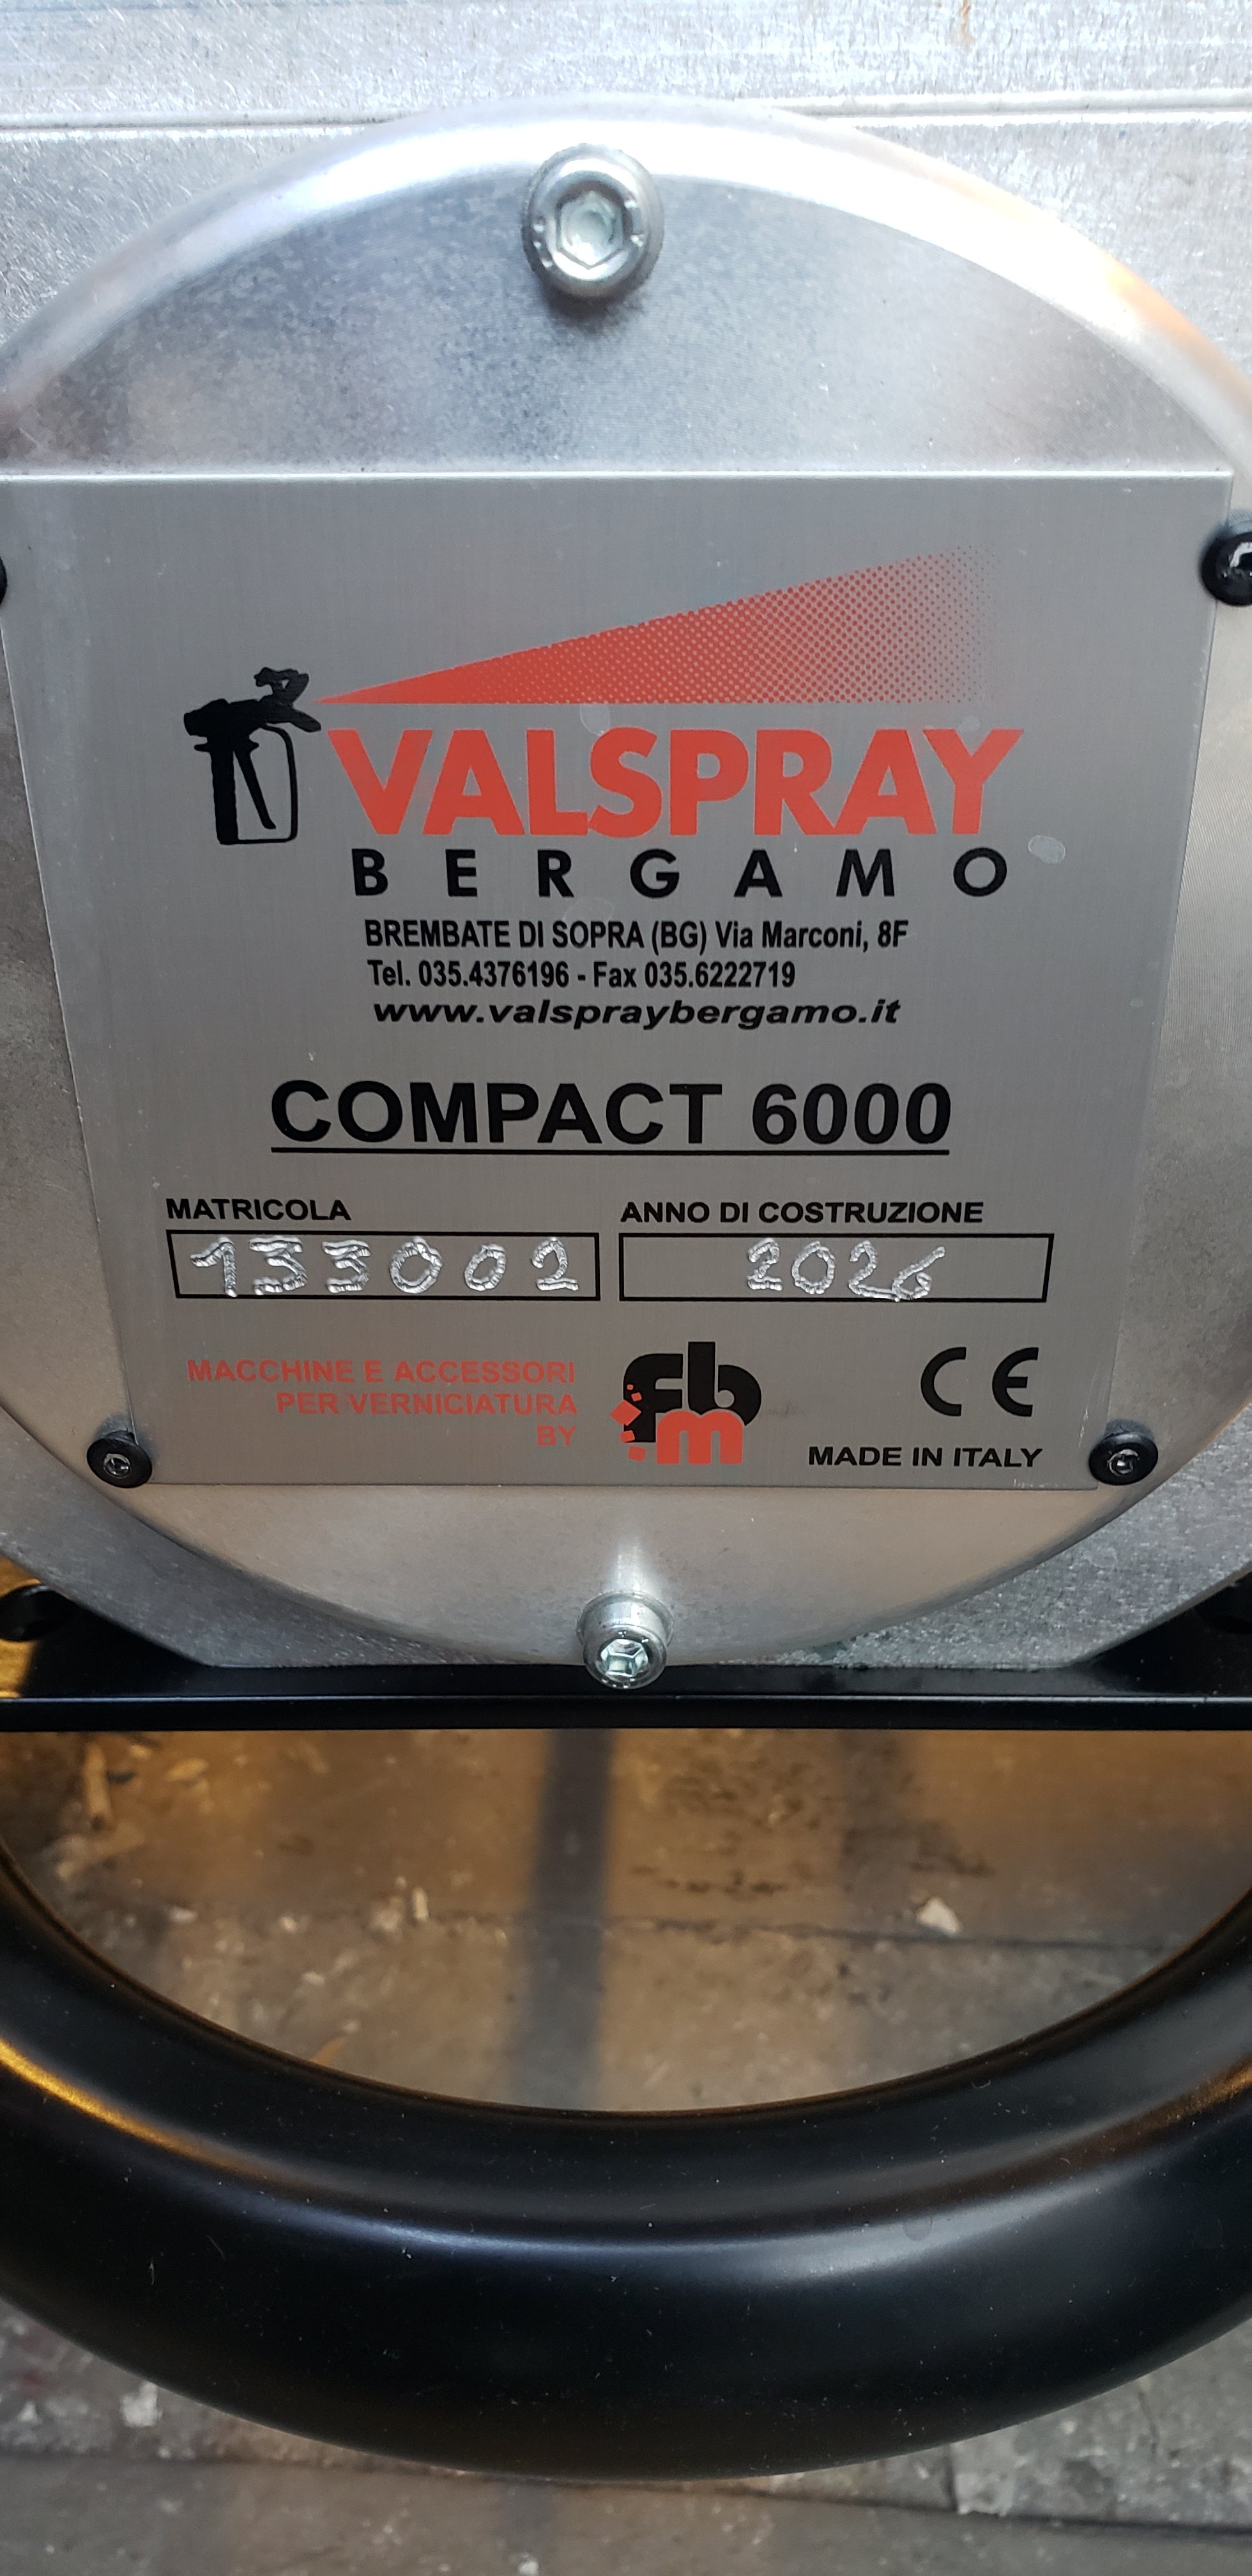 VALSPRAY
BERGAMO
BREMBATE DI SOPRA (BG) Via Marconi, 8F
Tel. 035.4376196 - Fax 035.6222719
www.valspraybergamo.it
COMPACT 6000
MATRICOLA
133002
ANNO DI COSTRUZIONE
2026
MACCHINE E ACCESSORI
PER VERNICIATURA
BY
fbm
CE
MADE IN ITALY